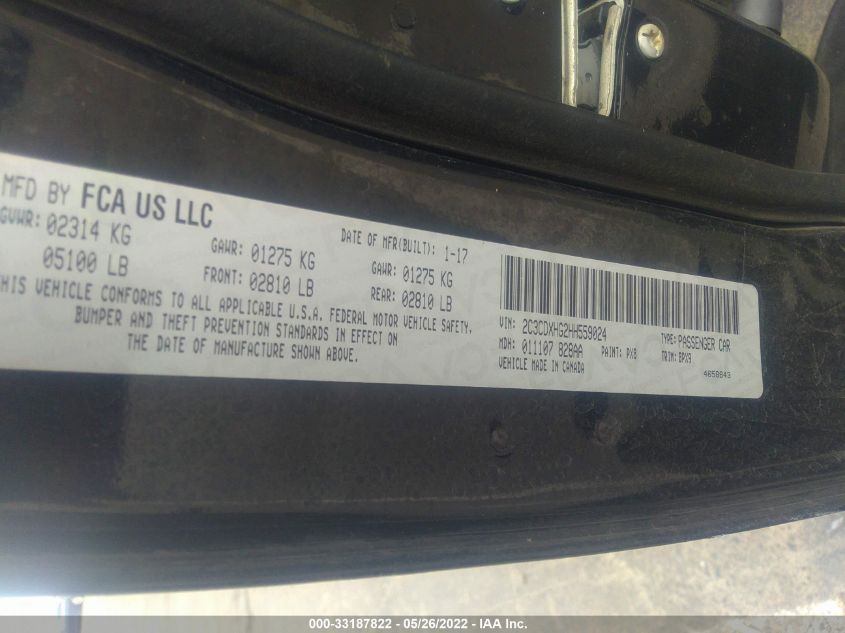 MFD BY FCA US LLC
GVWR: 02314 KG
05100 LB
GAWR: 01275 KG
FRONT: 02810 LB
DATE OF MFR(BUILT): 1-17
GAWR: 01275 KG
REAR: 02810 LB
THIS VEHICLE CONFORMS TO ALL APPLICABLE U.S.A. FEDERAL MOTOR VEHICLE SAFETY,
BUMPER AND THEFT PREVENTION STANDARDS IN EFFECT ON
THE DATE OF MANUFACTURE SHOWN ABOVE.
VIN: 2C3CDXHG2HH559024
TYPE: PASSENGER CAR
MDH: 011107 828AA
PAINT: PX8
TRIM: BPX9
VEHICLE MADE IN CANADA
4658843
000-33187822 - 05/26/2022 - IAA Inc.